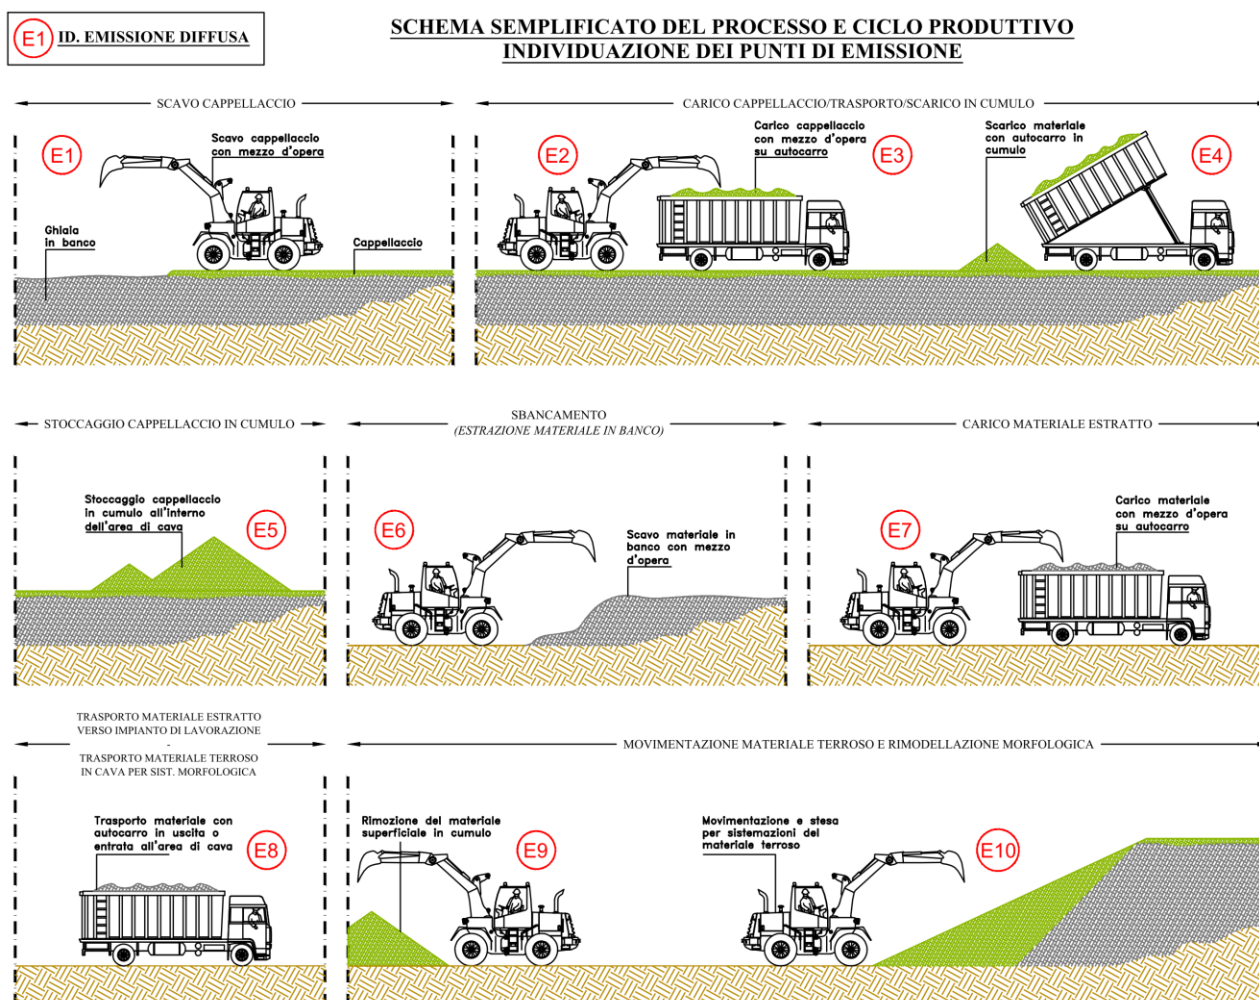 E1 ID. EMISSIONE DIFFUSA
SCHEMA SEMPLIFICATO DEL PROCESSO E CICLO PRODUTTIVO
INDIVIDUAZIONE DEI PUNTI DI EMISSIONE
SCAVO CAPPELLACCIO
E1
Scavo cappellaccio
con mezzo d'opera
Ghiaia
in banco
Cappellaccio
CARICO CAPPELLACCIO/TRASPORTO/SCARICO IN CUMULO
E2
Carico cappellaccio
con mezzo d'opera
su autocarro
E3
Scarico materiale
con autocarro in
cumulo
E4
STOCCAGGIO CAPPELLACCIO IN CUMULO
Stoccaggio cappellaccio
in cumulo all'interno
dell'area di cava
E5
SBANCAMENTO
(ESTRAZIONE MATERIALE IN BANCO)
E6
Scavo materiale in
banco con mezzo
d'opera
CARICO MATERIALE ESTRATTO
E7
Carico materiale
con mezzo d'opera
su autocarro
TRASPORTO MATERIALE ESTRATTO
VERSO IMPIANTO DI LAVORAZIONE
-
TRASPORTO MATERIALE TERROSO
IN CAVA PER SIST. MORFOLOGICA
Trasporto materiale con
autocarro in uscita o
entrata all'area di cava
E8
MOVIMENTAZIONE MATERIALE TERROSO E RIMODELLAZIONE MORFOLOGICA
Rimozione del materiale
superficiale in cumulo
E9
Movimentazione e stesa
per sistemazioni del
materiale terroso
E10